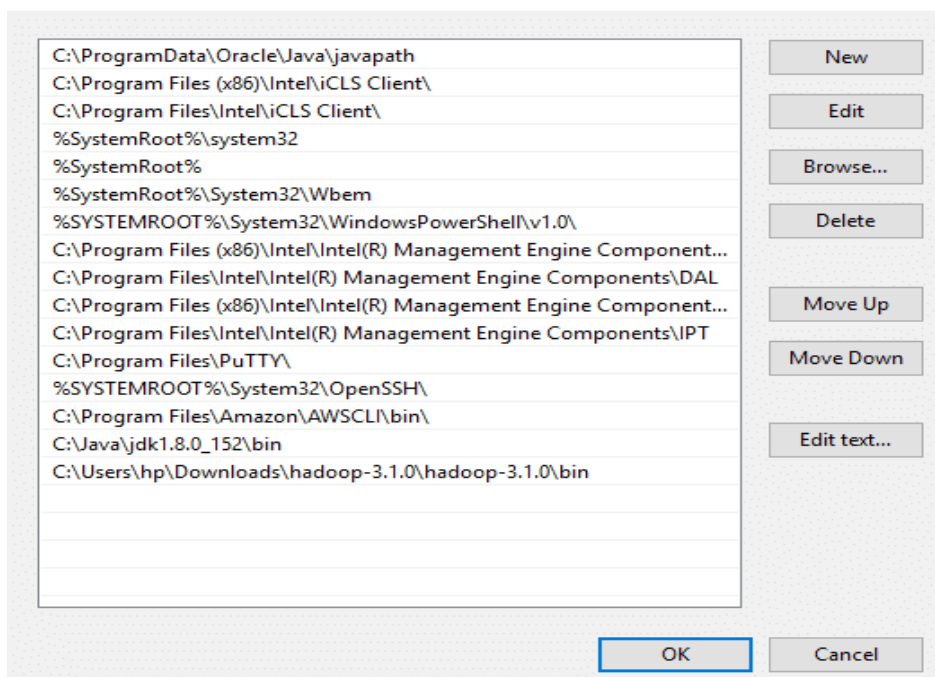 C:\ProgramData\Oracle\Java\javapath
C:\Program Files (x86)\Intel\iCLS Client\
C:\Program Files\Intel\iCLS Client\
%SystemRoot%\system32
%SystemRoot%
%SystemRoot%\System32\Wbem
%SYSTEMROOT%\System32\WindowsPowerShell\v1.0\
C:\Program Files (x86)\Intel\Intel(R) Management Engine Component...
C:\Program Files\Intel\Intel(R) Management Engine Components\DAL
C:\Program Files (x86)\Intel\Intel(R) Management Engine Component...
C:\Program Files\Intel\Intel(R) Management Engine Components\IPT
C:\Program Files\PuTTY\
%SYSTEMROOT%\System32\OpenSSH\
C:\Program Files\Amazon\AWSCLI\bin\
C:\Java\jdk1.8.0_152\bin
C:\Users\hp\Downloads\hadoop-3.1.0\hadoop-3.1.0\bin
New
Edit
Browse...
Delete
Move Up
Move Down
Edit text...
OK
Cancel